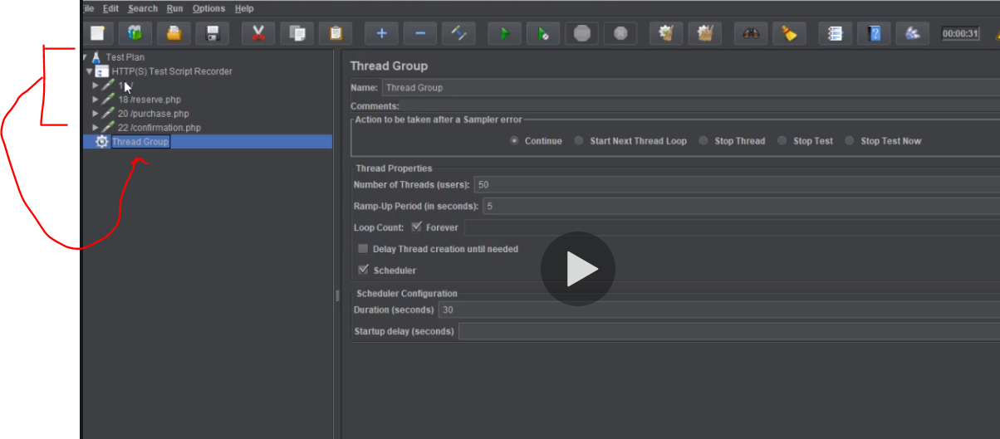 File Edit Search Run Options Help
00:00:31
Test Plan
HTTP(S) Test Script Recorder
18 /reserve.php
20 /purchase.php
22 /confirmation.php
Thread Group
Thread Group
Name: Thread Group
Comments:
Action to be taken after a Sampler error
Continue Start Next Thread Loop Stop Thread Stop Test Stop Test Now
Thread Properties
Number of Threads (users): 50
Ramp-Up Period (in seconds): 5
Loop Count: Forever
Delay Thread creation until needed
Scheduler
Scheduler Configuration
Duration (seconds) 30
Startup delay (seconds)